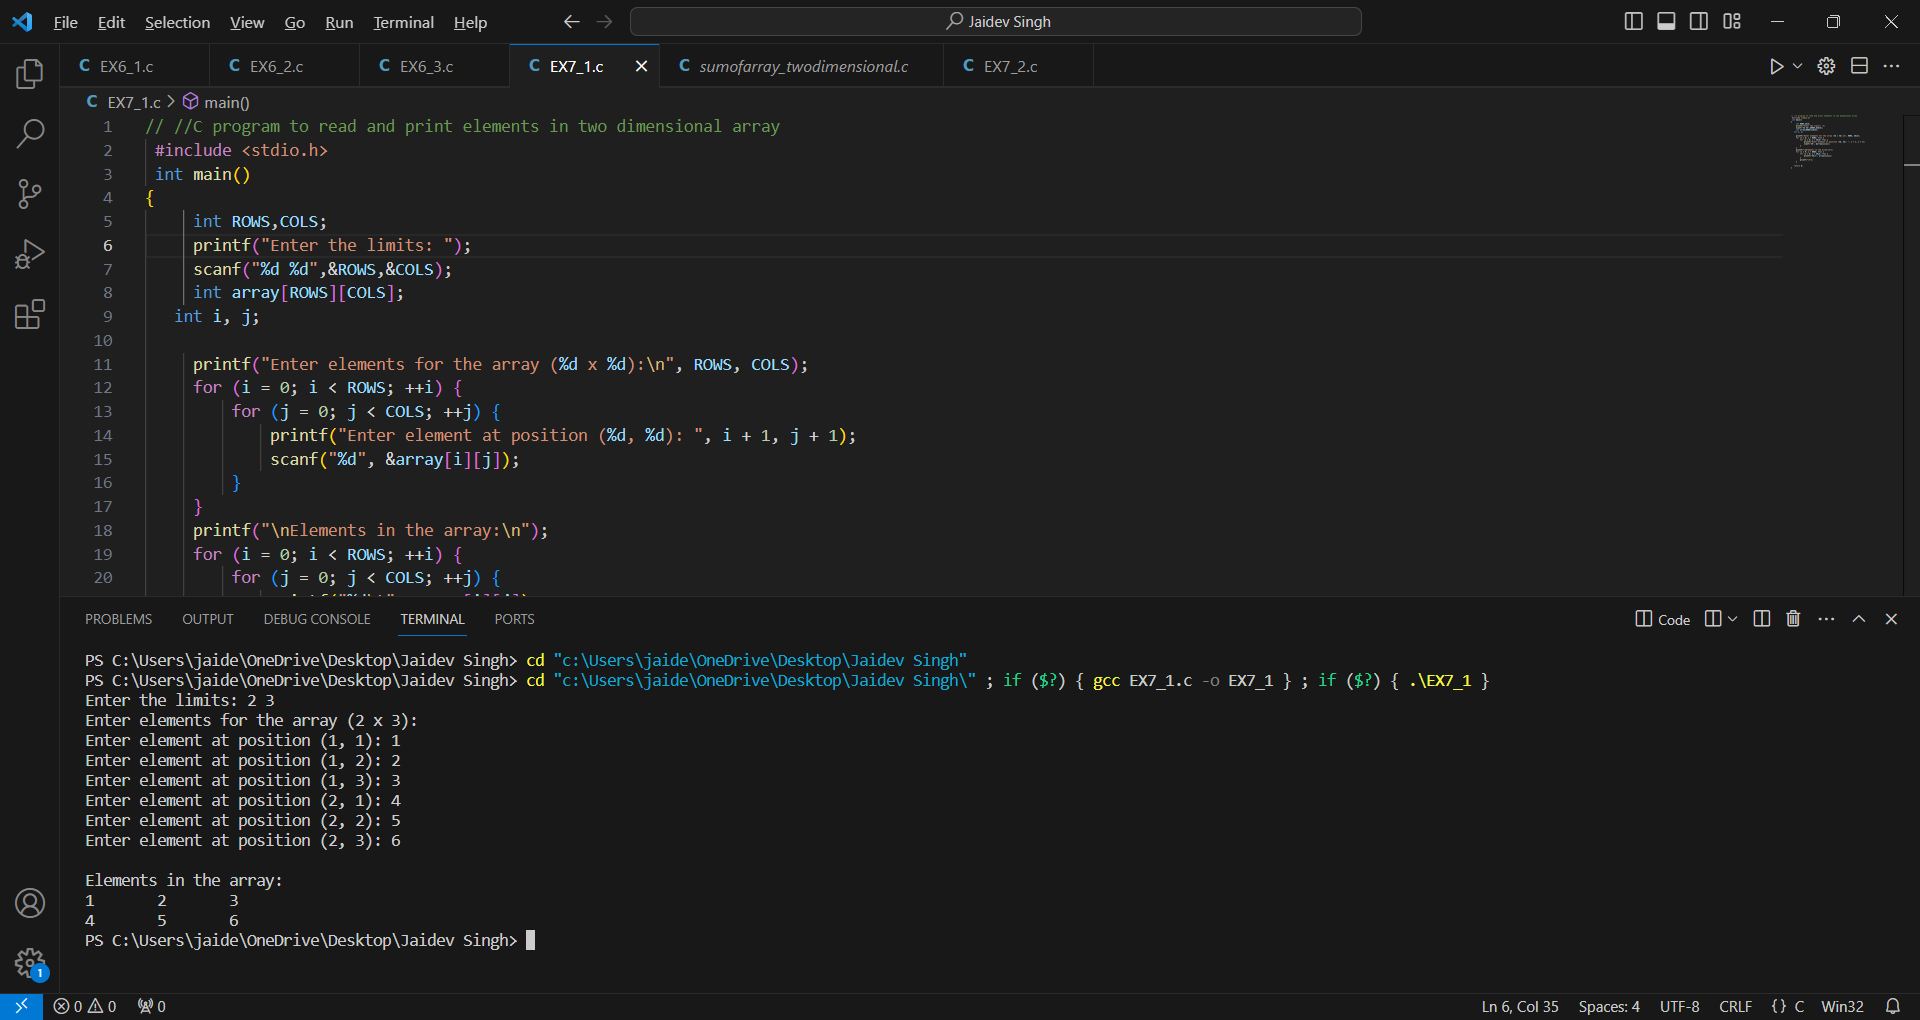 File Edit Selection View Go Run Terminal Help Jaidev Singh
C EX6_1.c C EX6_2.c C EX6_3.c C EX7_1.c C sumofarray_twodimensional.c C EX7_2.c
C EX7_1.c > main()
1 // //C program to read and print elements in two dimensional array
2 #include <stdio.h>
3 int main()
4 {
5 int ROWS,COLS;
6 printf("Enter the limits: ");
7 scanf("%d %d",&ROWS,&COLS);
8 int array[ROWS][COLS];
9 int i, j;
10
11 printf("Enter elements for the array (%d x %d):\n", ROWS, COLS);
12 for (i = 0; i < ROWS; ++i) {
13 for (j = 0; j < COLS; ++j) {
14 printf("Enter element at position (%d, %d): ", i + 1, j + 1);
15 scanf("%d", &array[i][j]);
16 }
17 }
18 printf("\nElements in the array:\n");
19 for (i = 0; i < ROWS; ++i) {
20 for (j = 0; j < COLS; ++j) {
PROBLEMS OUTPUT DEBUG CONSOLE TERMINAL PORTS Code
PS C:\Users\jaide\OneDrive\Desktop\Jaidev Singh> cd "c:\Users\jaide\OneDrive\Desktop\Jaidev Singh"
PS C:\Users\jaide\OneDrive\Desktop\Jaidev Singh> cd "c:\Users\jaide\OneDrive\Desktop\Jaidev Singh\" ; if ($?) { gcc EX7_1.c -o EX7_1 } ; if ($?) { .\EX7_1 }
Enter the limits: 2 3
Enter elements for the array (2 x 3):
Enter element at position (1, 1): 1
Enter element at position (1, 2): 2
Enter element at position (1, 3): 3
Enter element at position (2, 1): 4
Enter element at position (2, 2): 5
Enter element at position (2, 3): 6
Elements in the array:
1 2 3
4 5 6
PS C:\Users\jaide\OneDrive\Desktop\Jaidev Singh>
1
0 0 0 Ln 6, Col 35 Spaces: 4 UTF-8 CRLF {} C Win32